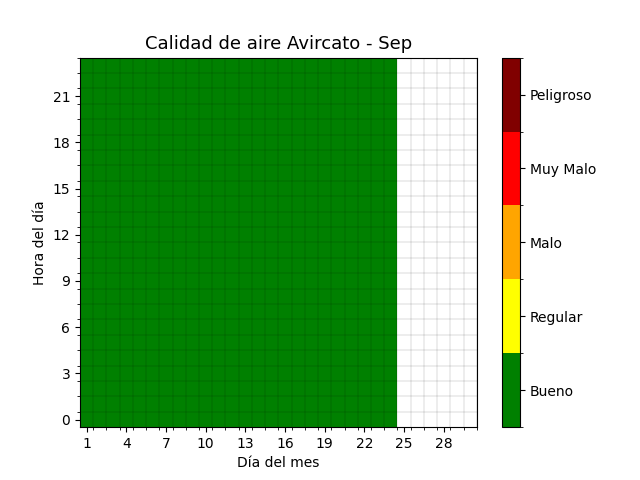 Calidad de aire Avircato - Sep
Hora del día
21
18
15
12
9
6
3
0
1 4 7 10 13 16 19 22 25 28
Día del mes
Peligroso
Muy Malo
Malo
Regular
Bueno